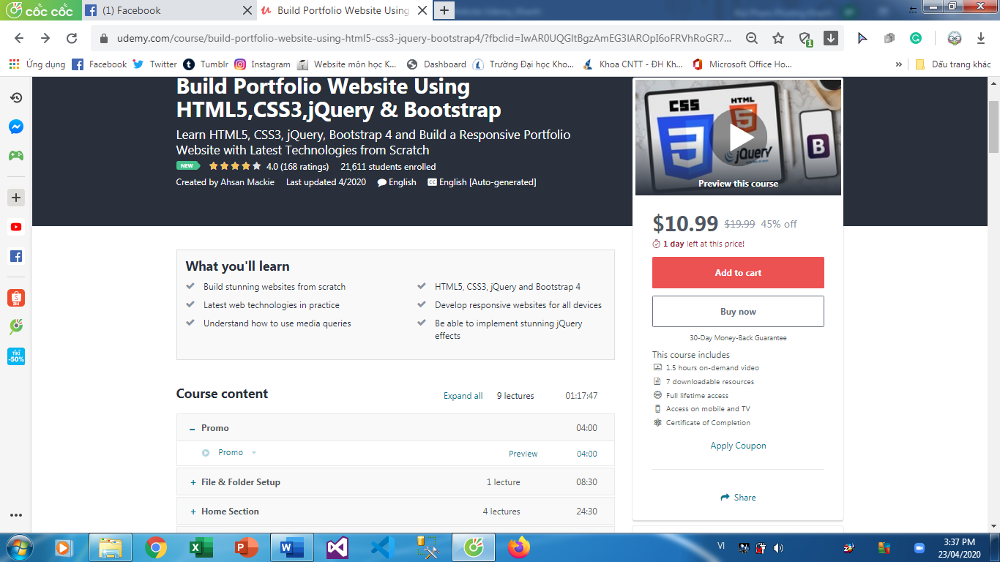 cốc cốc
(1) Facebook
Build Portfolio Website Using
udemy.com/course/build-portfolio-website-using-html5-css3-jquery-bootstrap4/?fbclid=IwAR0UQGltBgzAmEG3IAROpI6oFRVhRoGR7...
1
Ứng dụng
Facebook
Twitter
Tumblr
Instagram
Website môn học K...
Dashboard
Trường Đại học Kho...
Khoa CNTT - ĐH Kh...
Microsoft Office Ho...
»
Dấu trang khác
Build Portfolio Website Using
HTML5,CSS3,jQuery & Bootstrap
Learn HTML5, CSS3, jQuery, Bootstrap 4 and Build a Responsive Portfolio
Website with Latest Technologies from Scratch
NEW 4.0 (168 ratings) 21,611 students enrolled
Created by Ahsan Mackie Last updated 4/2020 English CC English [Auto-generated]
CSS
HTML
jQuery
B
Preview this course
$10.99 $19.99 45% off
1 day left at this price!
Add to cart
Buy now
30-Day Money-Back Guarantee
This course includes
1.5 hours on-demand video
7 downloadable resources
Full lifetime access
Access on mobile and TV
Certificate of Completion
Apply Coupon
Share
What you'll learn
Build stunning websites from scratch
HTML5, CSS3, jQuery and Bootstrap 4
Latest web technologies in practice
Develop responsive websites for all devices
Understand how to use media queries
Be able to implement stunning jQuery
effects
Course content
Expand all 9 lectures 01:17:47
Promo 04:00
Promo Preview 04:00
File & Folder Setup 1 lecture 08:30
Home Section 4 lectures 24:30
TIKI
-50%
VI
3:37 PM
23/04/2020